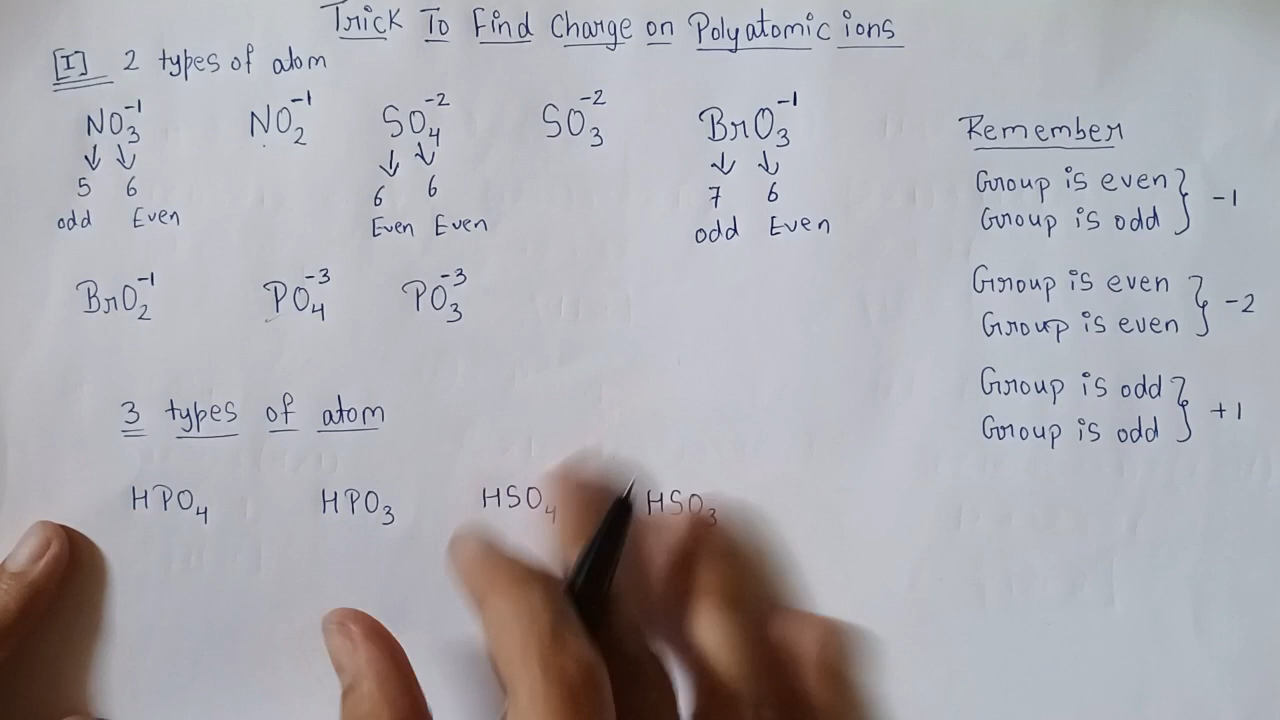 Trick To Find Charge on Polyatomic ions
[I] 2 types of atom
NO₃⁻¹ NO₂⁻¹ SO₄⁻² SO₃⁻² BrO₃⁻¹
↓ ↓ ↓ ↓ ↓ ↓
5 6 6 6 7 6
odd Even Even Even odd Even
BrO₂⁻¹ PO₄⁻³ PO₃⁻³
3 types of atom
HPO₄ HPO₃ HSO₄ HSO₃
Remember
Group is even
Group is odd } -1
Group is even
Group is even } -2
Group is odd
Group is odd } +1